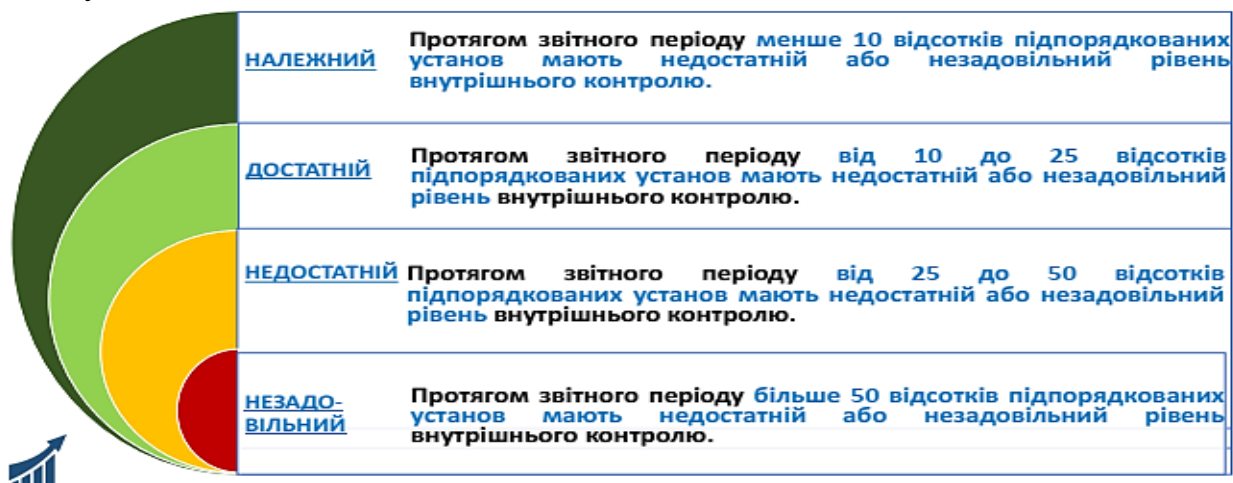 НАЛЕЖНИЙ
Протягом звітного періоду менше 10 відсотків підпорядкованих
установ мають недостатній або незадовільний рівень
внутрішнього контролю.
ДОСТАТНІЙ
Протягом звітного періоду від 10 до 25 відсотків
підпорядкованих установ мають недостатній або незадовільний
рівень внутрішнього контролю.
НЕДОСТАТНІЙ
Протягом звітного періоду від 25 до 50 відсотків
підпорядкованих установ мають недостатній або незадовільний
рівень внутрішнього контролю.
НЕЗАДО-
ВІЛЬНИЙ
Протягом звітного періоду більше 50 відсотків підпорядкованих
установ мають недостатній або незадовільний рівень
внутрішнього контролю.